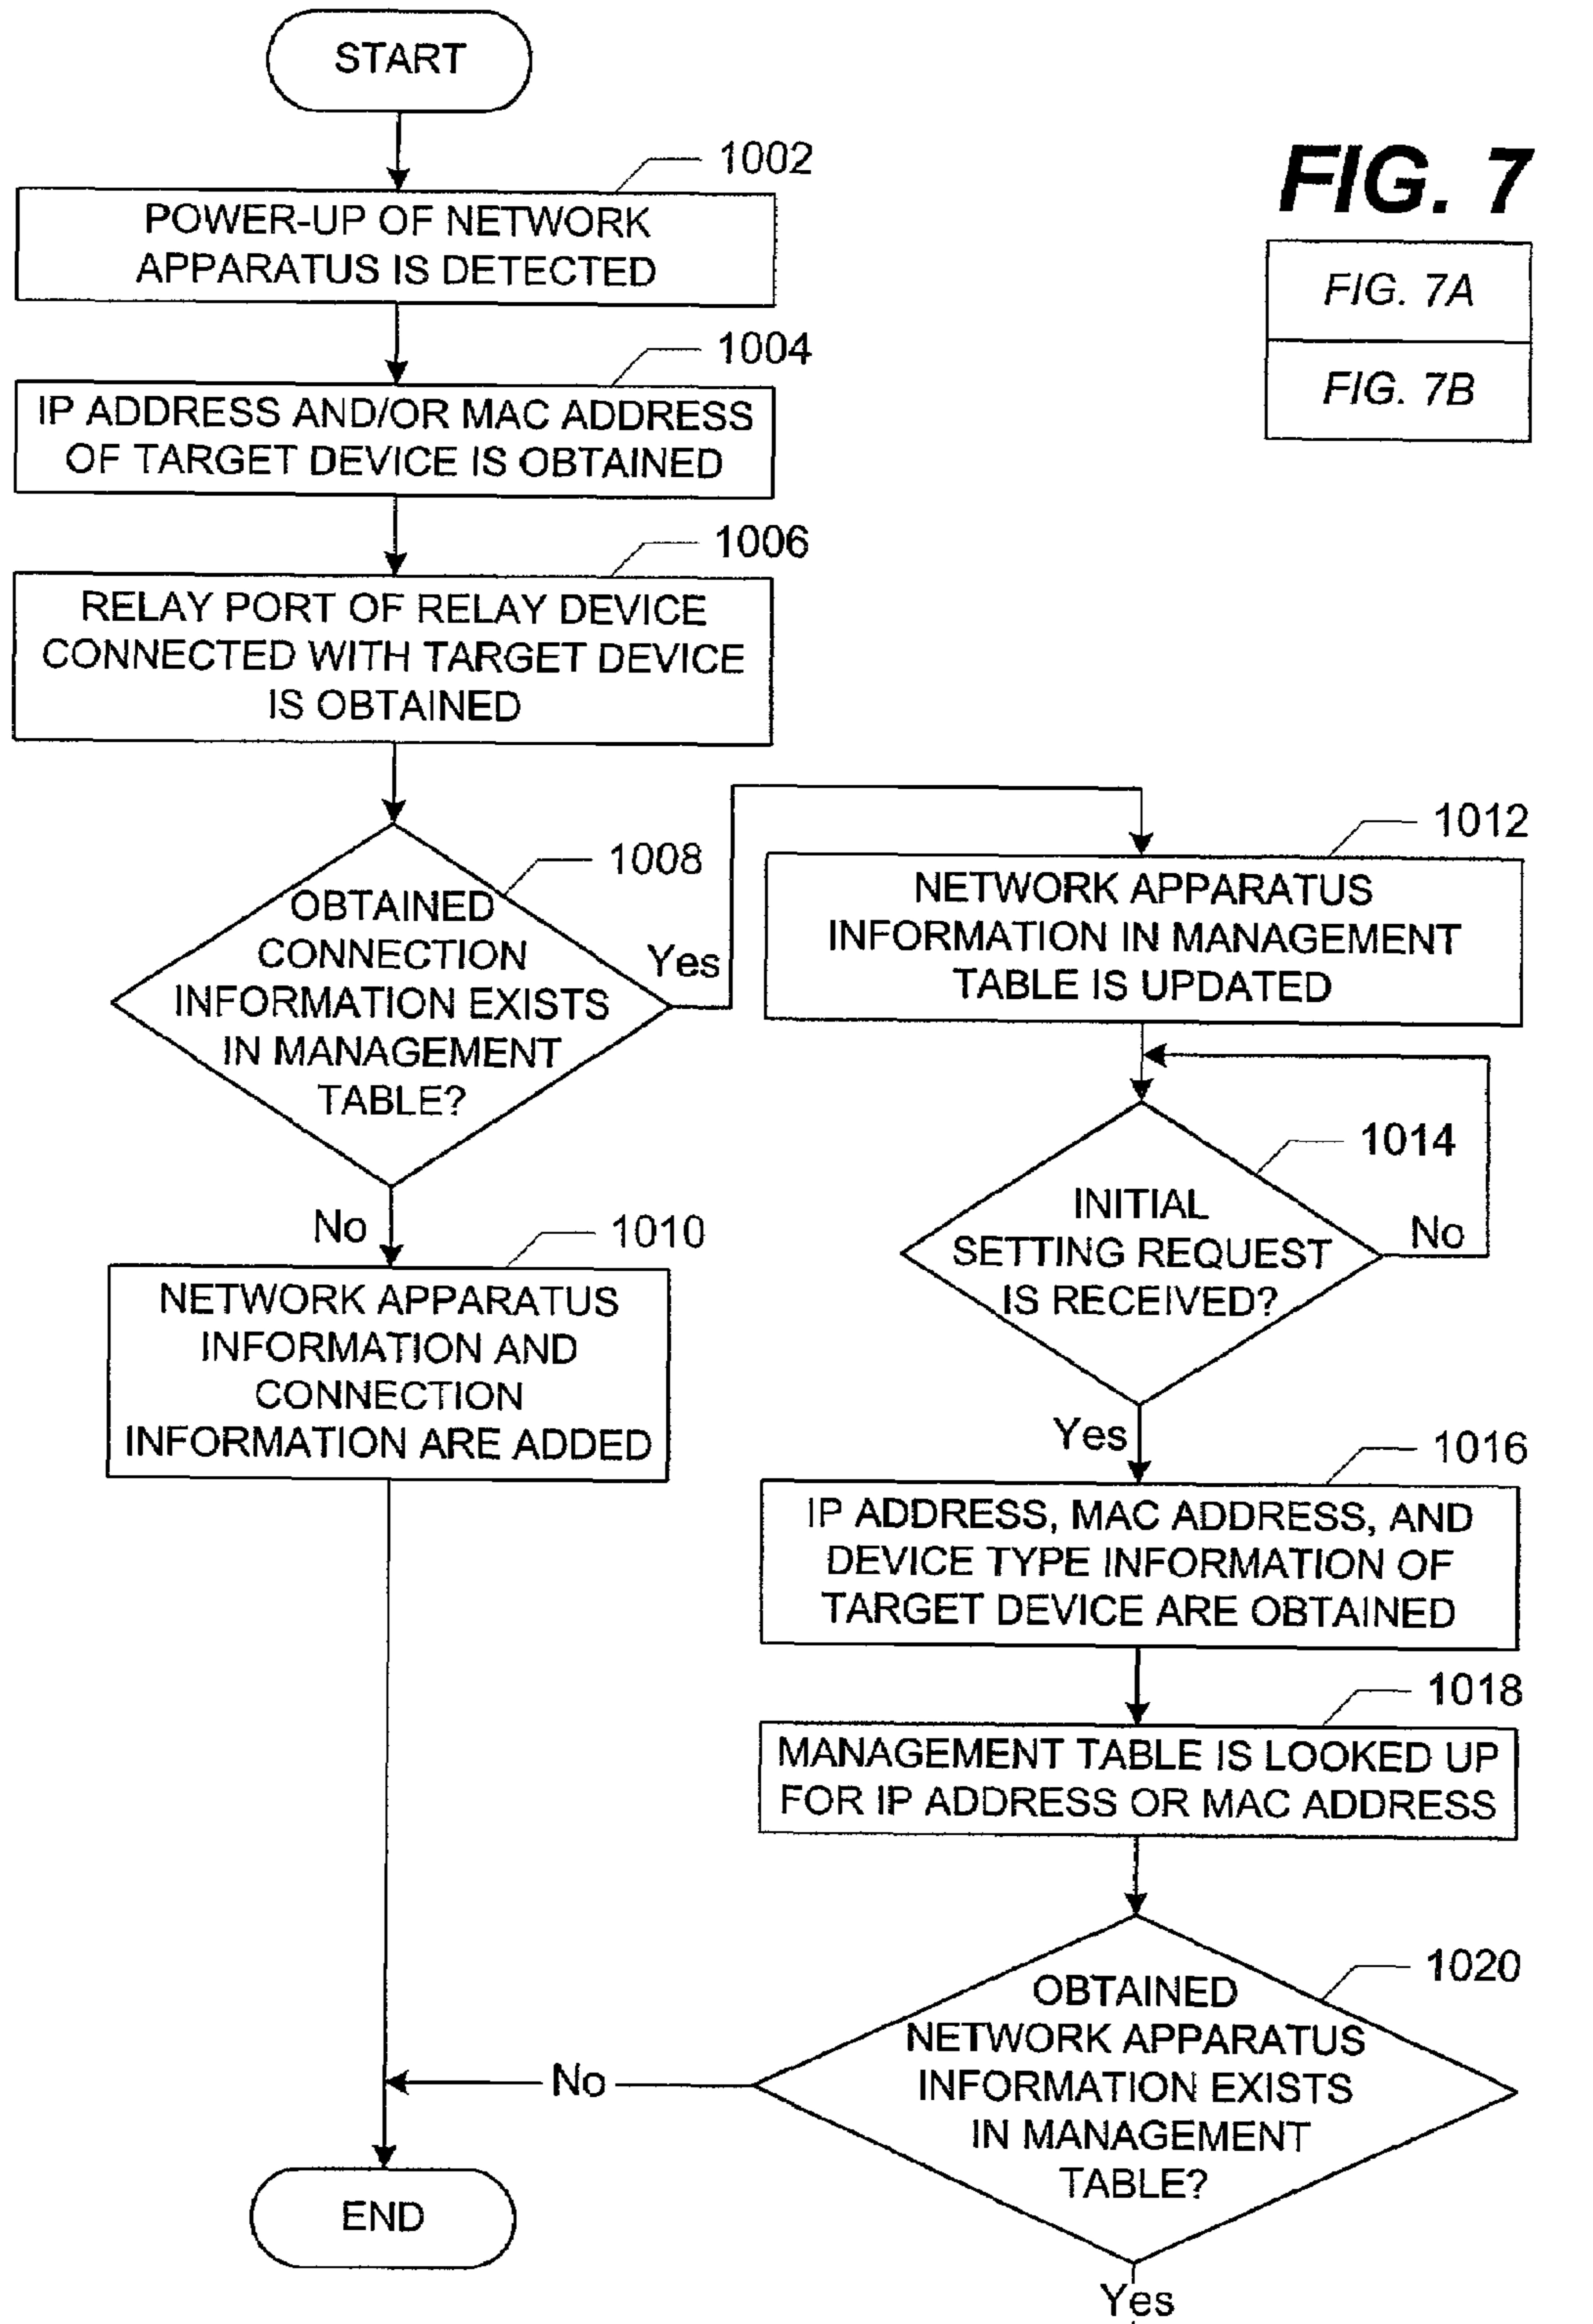 START
FIG. 7
FIG. 7A
FIG. 7B
1002
POWER-UP OF NETWORK
APPARATUS IS DETECTED
1004
IP ADDRESS AND/OR MAC ADDRESS
OF TARGET DEVICE IS OBTAINED
1006
RELAY PORT OF RELAY DEVICE
CONNECTED WITH TARGET DEVICE
IS OBTAINED
1008
OBTAINED
CONNECTION
INFORMATION EXISTS
IN MANAGEMENT
TABLE?
Yes
No
1010
NETWORK APPARATUS
INFORMATION AND
CONNECTION
INFORMATION ARE ADDED
1012
NETWORK APPARATUS
INFORMATION IN MANAGEMENT
TABLE IS UPDATED
1014
INITIAL
SETTING REQUEST
IS RECEIVED?
No
Yes
1016
IP ADDRESS, MAC ADDRESS, AND
DEVICE TYPE INFORMATION OF
TARGET DEVICE ARE OBTAINED
1018
MANAGEMENT TABLE IS LOOKED UP
FOR IP ADDRESS OR MAC ADDRESS
1020
OBTAINED
NETWORK APPARATUS
INFORMATION EXISTS
IN MANAGEMENT
TABLE?
No
Yes
END